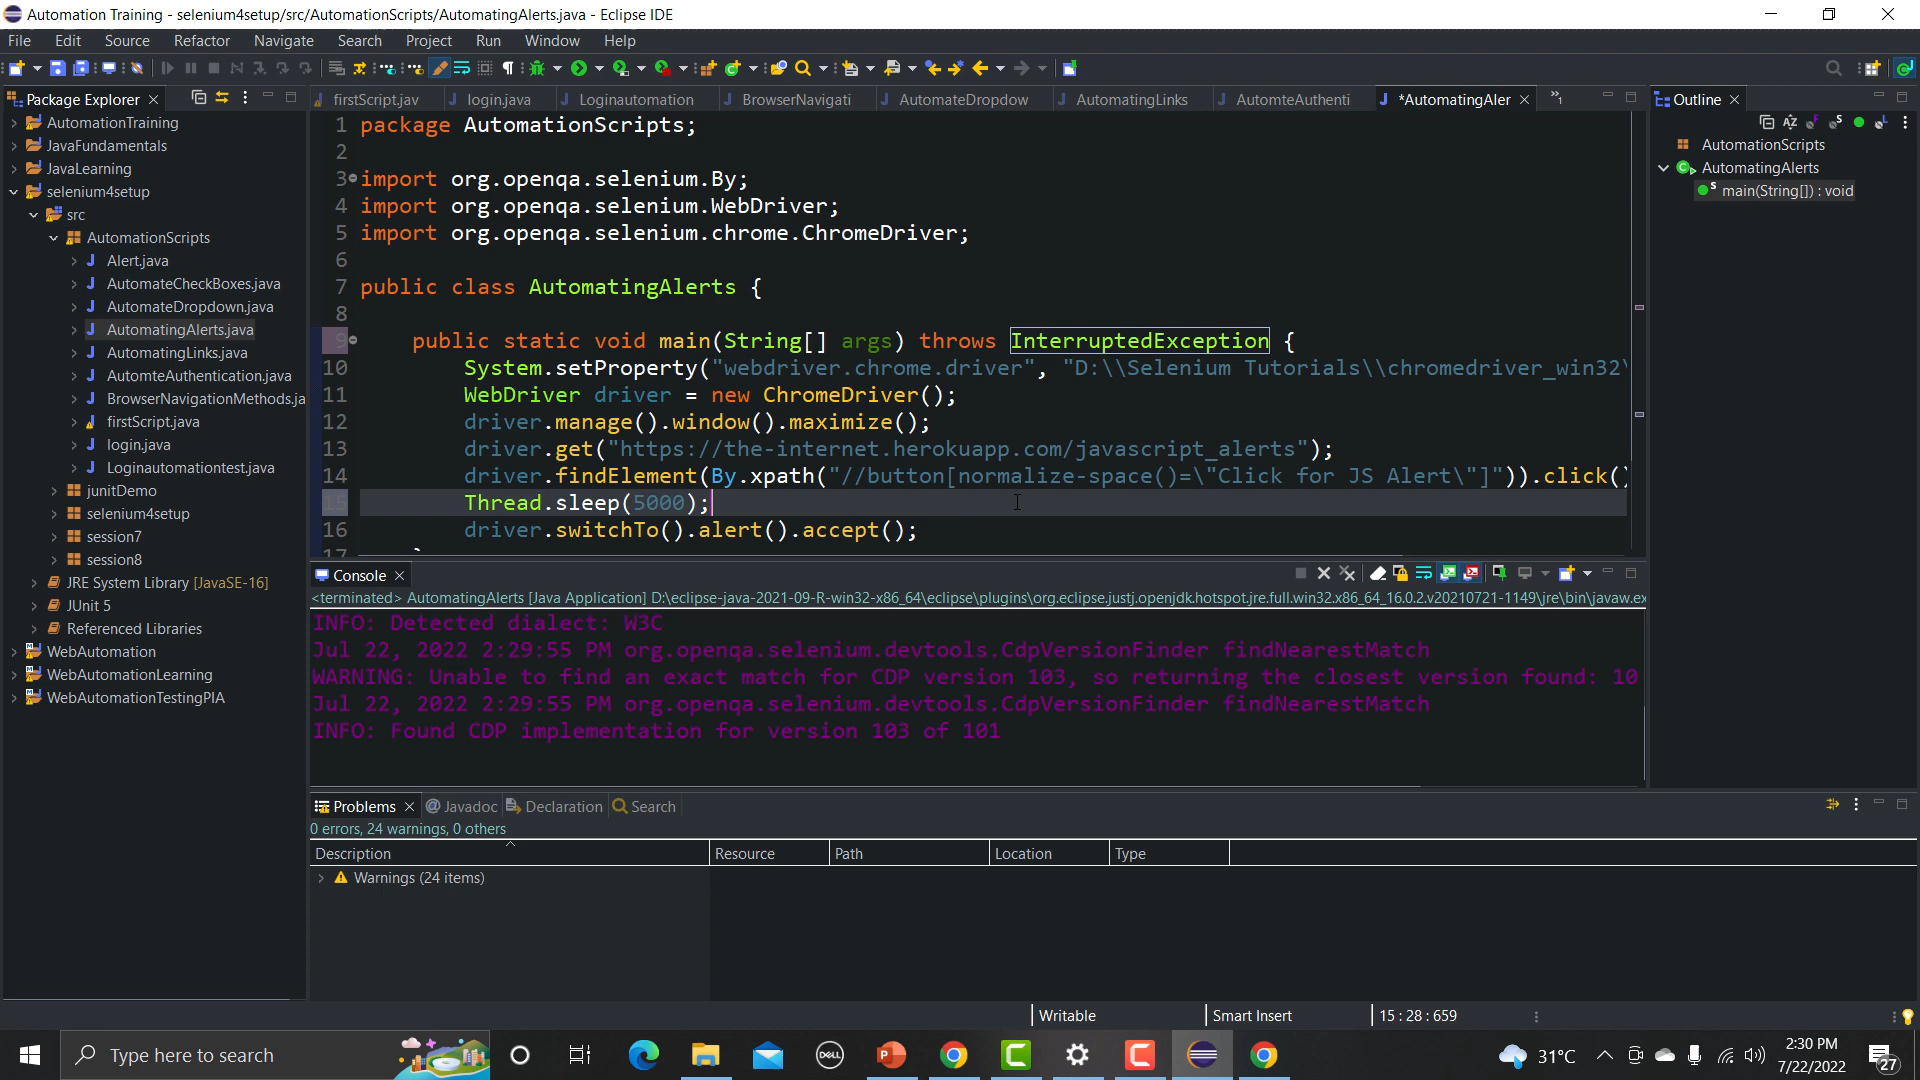 Automation Training - selenium4setup/src/AutomationScripts/AutomatingAlerts.java - Eclipse IDE
File Edit Source Refactor Navigate Search Project Run Window Help
Package Explorer
AutomationTraining
JavaFundamentals
JavaLearning
selenium4setup
src
AutomationScripts
Alert.java
AutomateCheckBoxes.java
AutomateDropdown.java
AutomatingAlerts.java
AutomatingLinks.java
AutomteAuthentication.java
BrowserNavigationMethods.ja
firstScript.java
login.java
Loginautomationtest.java
junitDemo
selenium4setup
session7
session8
JRE System Library [JavaSE-16]
JUnit 5
Referenced Libraries
WebAutomation
WebAutomationLearning
WebAutomationTestingPIA
firstScript.jav login.java Loginautomation BrowserNavigati AutomateDropdow AutomatingLinks AutomteAuthenti *AutomatingAler »1
1 package AutomationScripts;
2
3 import org.openqa.selenium.By;
4 import org.openqa.selenium.WebDriver;
5 import org.openqa.selenium.chrome.ChromeDriver;
6
7 public class AutomatingAlerts {
8
9 public static void main(String[] args) throws InterruptedException {
10 System.setProperty("webdriver.chrome.driver", "D:\\Selenium Tutorials\\chromedriver_win32\
11 WebDriver driver = new ChromeDriver();
12 driver.manage().window().maximize();
13 driver.get("https://the-internet.herokuapp.com/javascript_alerts");
14 driver.findElement(By.xpath("//button[normalize-space()=\"Click for JS Alert\"]")).click()
15 Thread.sleep(5000);
16 driver.switchTo().alert().accept();
17
Outline
AutomationScripts
AutomatingAlerts
main(String[]) : void
Console
<terminated> AutomatingAlerts [Java Application] D:\eclipse-java-2021-09-R-win32-x86_64\eclipse\plugins\org.eclipse.justj.openjdk.hotspot.jre.full.win32.x86_64_16.0.2.v20210721-1149\jre\bin\javaw.ex
INFO: Detected dialect: W3C
Jul 22, 2022 2:29:55 PM org.openqa.selenium.devtools.CdpVersionFinder findNearestMatch
WARNING: Unable to find an exact match for CDP version 103, so returning the closest version found: 10
Jul 22, 2022 2:29:55 PM org.openqa.selenium.devtools.CdpVersionFinder findNearestMatch
INFO: Found CDP implementation for version 103 of 101
Problems Javadoc Declaration Search
0 errors, 24 warnings, 0 others
Description Resource Path Location Type
Warnings (24 items)
Writable Smart Insert 15 : 28 : 659
Type here to search
DELL
31°C
2:30 PM
7/22/2022
27